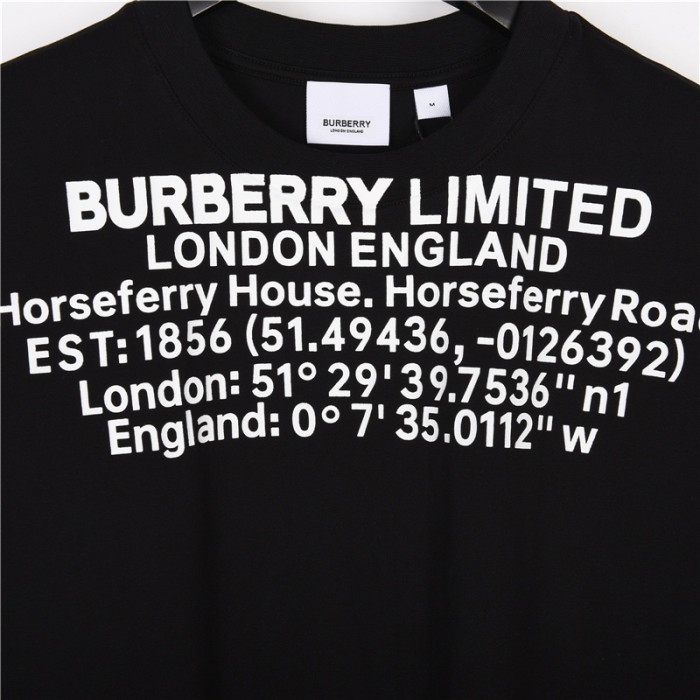 BURBERRY
LONDON ENGLAND
M
BURBERRY LIMITED
LONDON ENGLAND
Horseferry House. Horseferry Roa
EST: 1856 (51.49436, -0126392)
London: 51° 29' 39.7536" n1
England: 0° 7' 35.0112" w